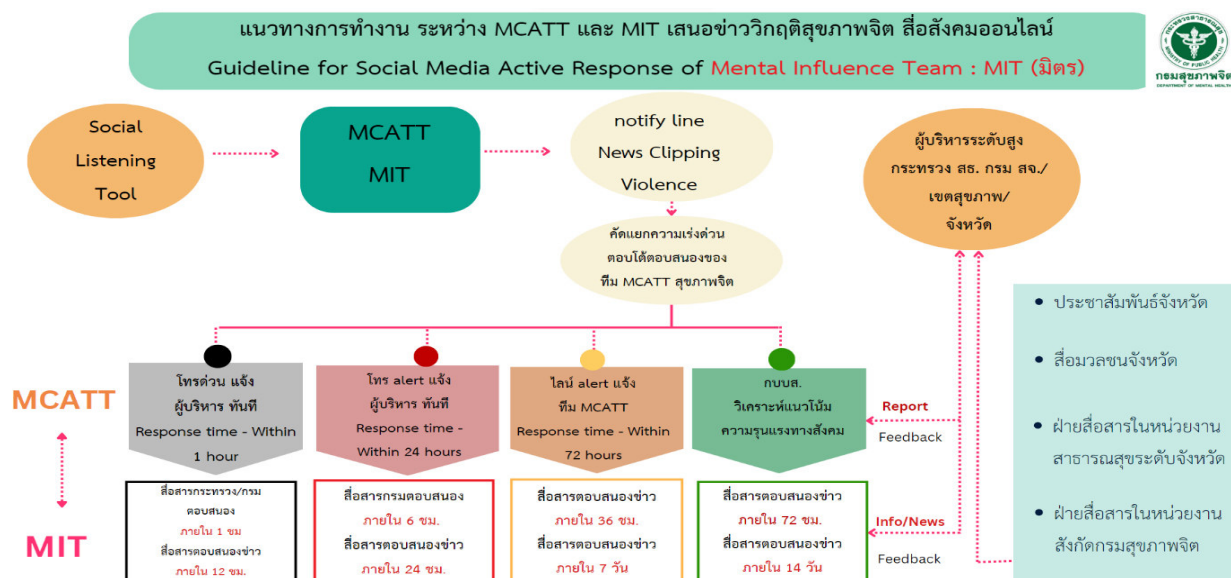 แนวทางการทำงาน ระหว่าง MCATT และ MIT เสนอข่าววิกฤติสุขภาพจิต สื่อสังคมออนไลน์
Guideline for Social Media Active Response of Mental Influence Team : MIT (มิตร)
กระทรวงสาธารณสุข
MINISTRY OF PUBLIC HEALTH
กรมสุขภาพจิต
DEPARTMENT OF MENTAL HEALTH
Social
Listening
Tool
MCATT
MIT
notify line
News Clipping
Violence
ผู้บริหารระดับสูง
กระทรวง สธ. กรม สจ./
เขตสุขภาพ/
จังหวัด
คัดแยกความเร่งด่วน
ตอบโต้ตอบสนองของ
ทีม MCATT สุขภาพจิต
MCATT
โทรด่วน แจ้ง
ผู้บริหาร ทันที
Response time - Within
1 hour
โทร alert แจ้ง
ผู้บริหาร ทันที
Response time -
Within 24 hours
ไลน์ alert แจ้ง
ทีม MCATT
Response time - Within
72 hours
กบบส.
วิเคราะห์แนวโน้ม
ความรุนแรงทางสังคม
Report
Feedback
MIT
สื่อสารกระทรวง/กรม
ตอบสนอง
ภายใน 1 ชม
สื่อสารตอบสนองข่าว
ภายใน 12 ชม.
สื่อสารกรมตอบสนอง
ภายใน 6 ชม.
สื่อสารตอบสนองข่าว
ภายใน 24 ชม.
สื่อสารตอบสนองข่าว
ภายใน 36 ชม.
สื่อสารตอบสนองข่าว
ภายใน 7 วัน
สื่อสารตอบสนองข่าว
ภายใน 72 ชม.
สื่อสารตอบสนองข่าว
ภายใน 14 วัน
Info/News
Feedback
• ประชาสัมพันธ์จังหวัด
• สื่อมวลชนจังหวัด
• ฝ่ายสื่อสารในหน่วยงาน
สาธารณสุขระดับจังหวัด
• ฝ่ายสื่อสารในหน่วยงาน
สังกัดกรมสุขภาพจิต